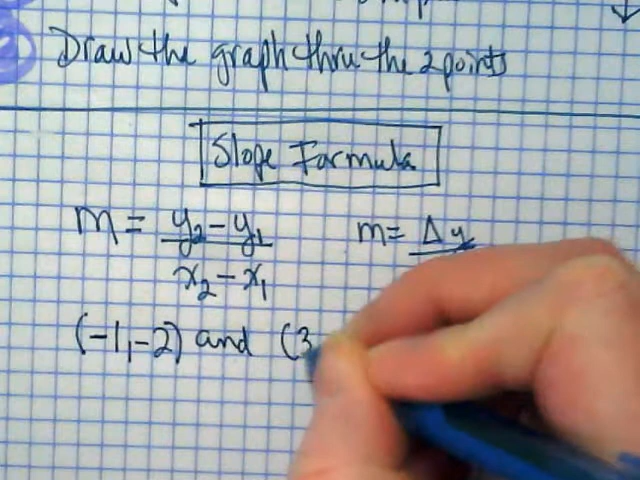 Draw the graph thru the 2 points
Slope Formula
m = y₂ - y₁ / x₂ - x₁
m = Δy
(-1,-2) and (3